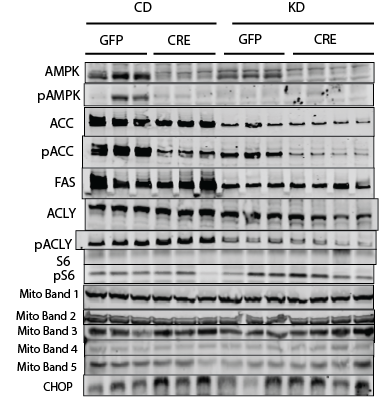 CD KD
GFP CRE GFP CRE
AMPK
pAMPK
ACC
pACC
FAS
ACLY
pACLY
S6
pS6
Mito Band 1
Mito Band 2
Mito Band 3
Mito Band 4
Mito Band 5
CHOP